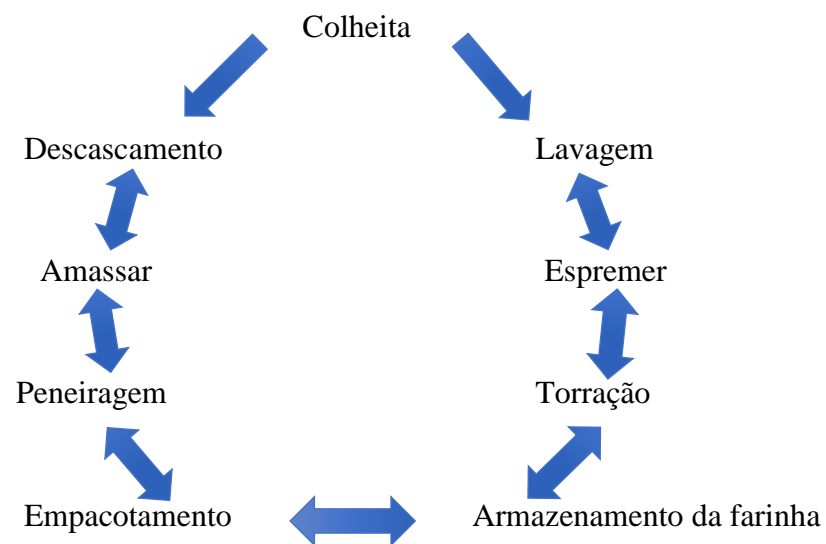 Colheita
Descascamento
Lavagem
Amassar
Espremer
Peneiragem
Torração
Empacotamento
Armazenamento da farinha